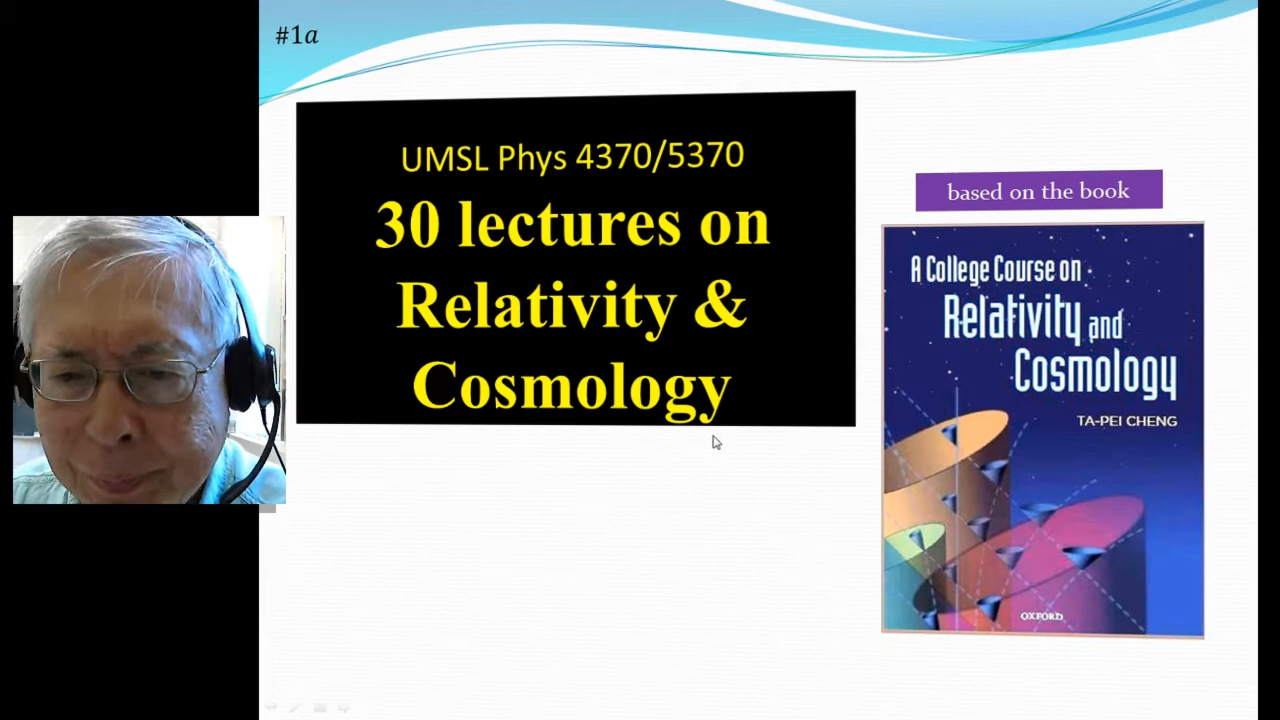 #1a
UMSL Phys 4370/5370
30 lectures on
Relativity &
Cosmology
based on the book
A College Course on
Relativity and
Cosmology
TA-PEI CHENG
OXFORD